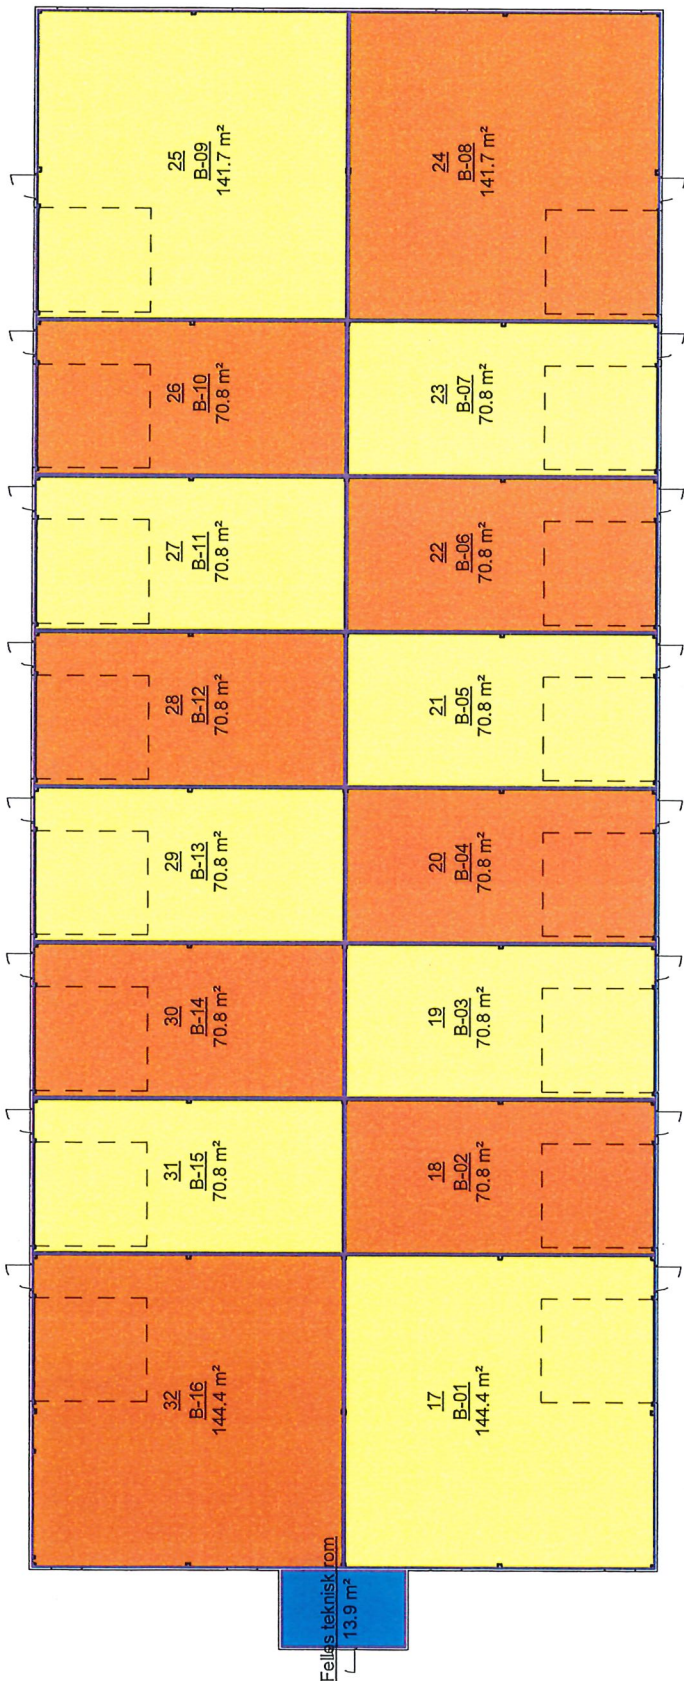 25
B-09
141.7 m²
24
B-08
141.7 m²
26
B-10
70.8 m²
23
B-07
70.8 m²
27
B-11
70.8 m²
22
B-06
70.8 m²
28
B-12
70.8 m²
21
B-05
70.8 m²
29
B-13
70.8 m²
20
B-04
70.8 m²
30
B-14
70.8 m²
19
B-03
70.8 m²
31
B-15
70.8 m²
18
B-02
70.8 m²
32
B-16
144.4 m²
17
B-01
144.4 m²
Felles teknisk rom
13.9 m²